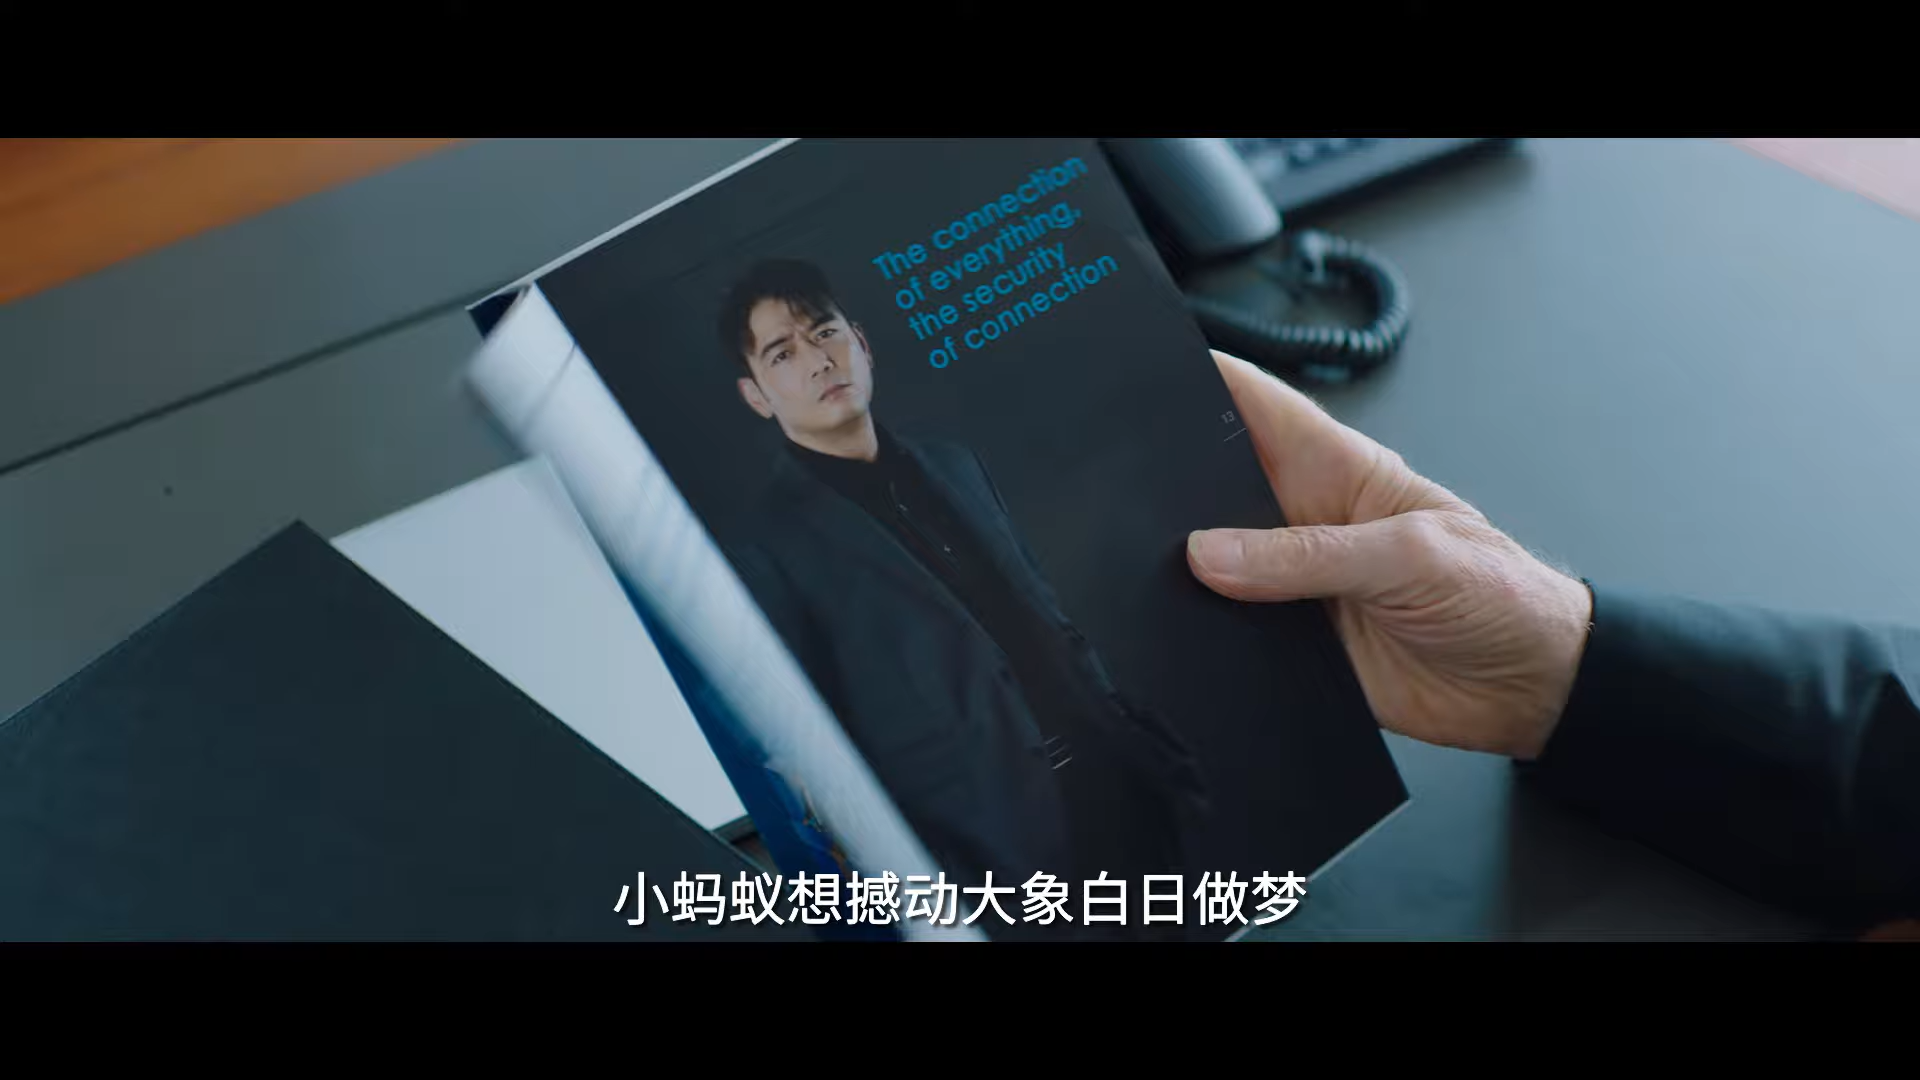 The connection
of everything,
the security
of connection
13
小蚂蚁想撼动大象白日做梦